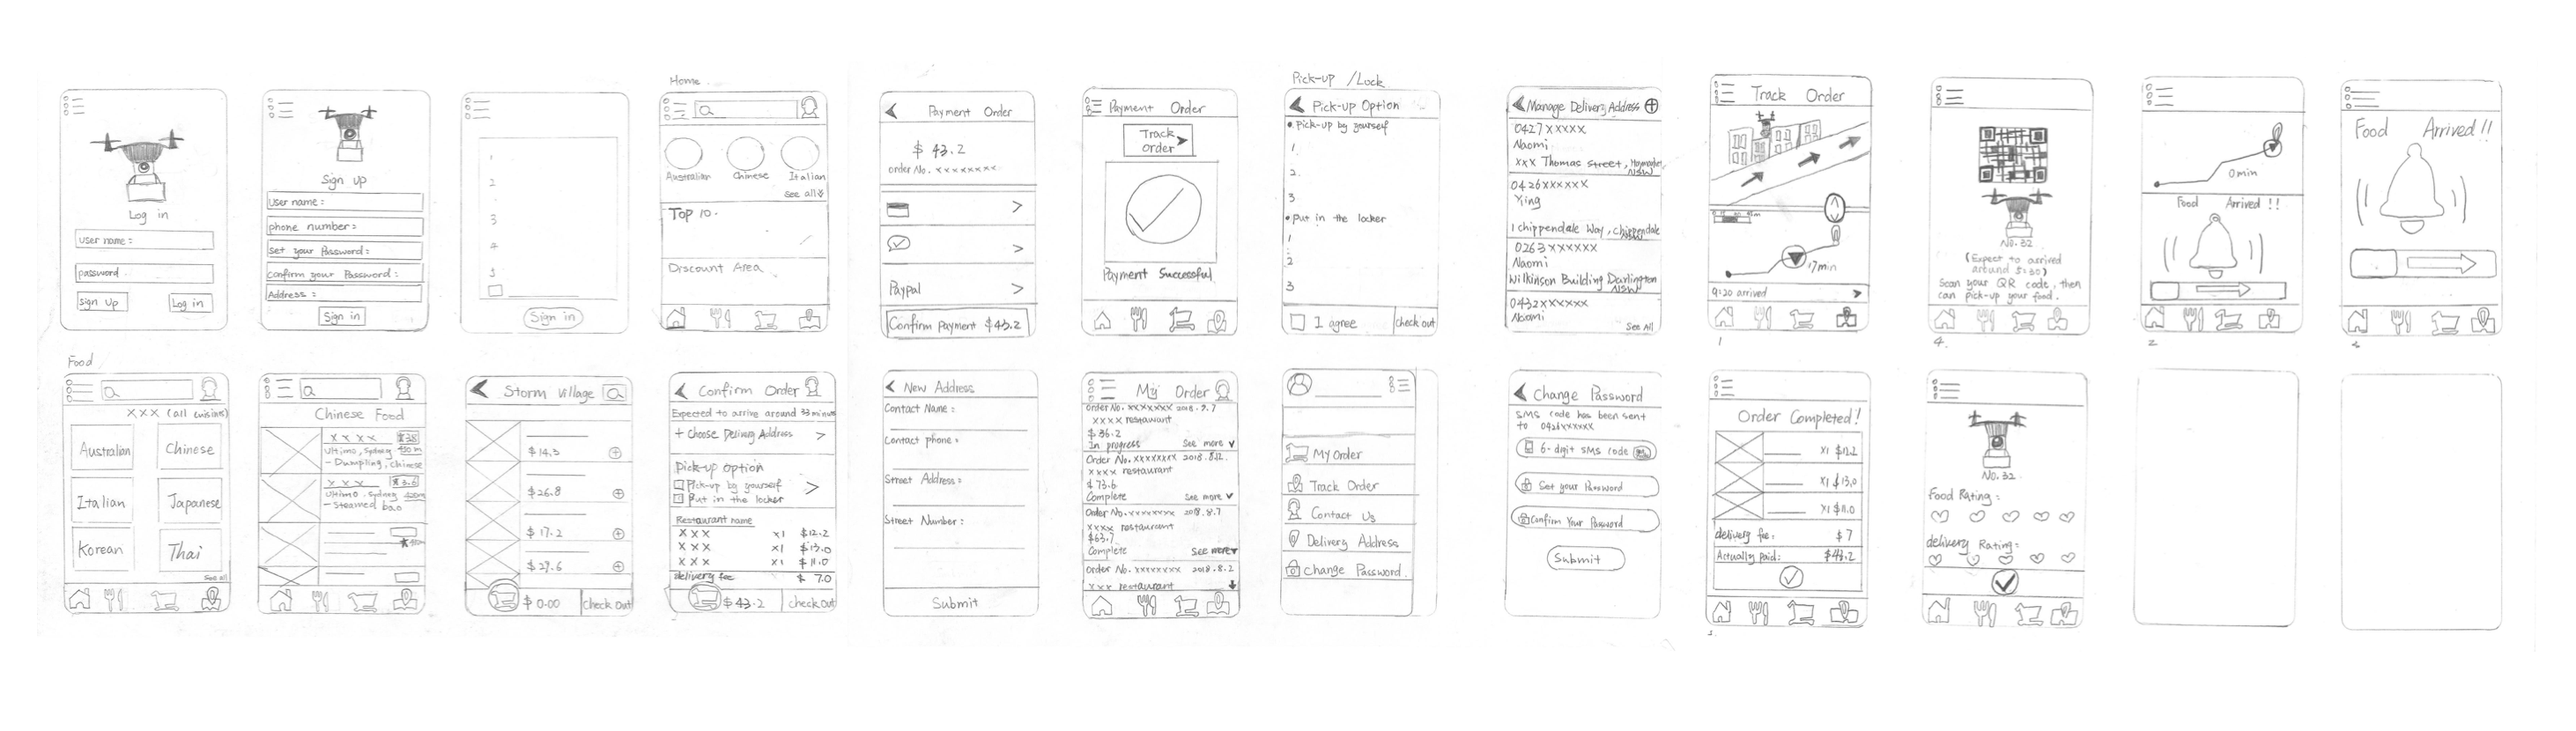 Log in
User name :
password
Sign Up
Log in
Sign up
User name :
phone number :
set your Password :
confirm your Password :
Address :
Sign in
1
2
3
4
5
Sign in
Home
Australian
Chinese
Italian
see all
Top 10.
Discount Area
Payment Order
$ 43.2
order No. xxxxxxxx
Paypal
Confirm Payment $43.2
Payment Order
Track order
Payment Successful
Pick-up /Lock
Pick-up Option
• Pick-up by yourself
1
2.
3
• Put in the locker
1
2
3
I agree
check out
Manage Delivery Address
0427xxxxx
Naomi
xxx Thomas street, Haymarket NSW
0426xxxxxx
Ying
1 chippendale Way, chippendale NSW
0263xxxxxx
Naomi
Wilkinson Building Darlington NSW
0432xxxxxx
Naomi
See All
Track Order
17min
9:20 arrived
1
No. 32
(Expect to arrived
around 5:30)
Scan your QR code, then
can pick-up your food.
4.
0 min
Food Arrived !!
2
Food Arrived !!
3
Food
xxx (all cuisins)
Australian
Chinese
Italian
Japanese
Korean
Thai
See all
Chinese Food
x x x x
$38
Ultimo, Sydney
- Dumpling, chinese
x x x
$3.6
Ultimo, Sydney
- Steamed bao
Storm Village
$14.3
$26.8
$17.2
$27.6
$ 0.00
check Out
Confirm Order
Expected to arrive around 33 minutes
+ Choose Delivery Address
Pick-up option
Pick-up by yourself
Put in the locker
Restaurant name
x x x x1 $12.2
x x x x1 $13.0
x x x x1 $11.0
delivery fee $ 7.0
$43.2
check out
New Address
Contact Name :
Contact phone :
Street Address :
Street Number :
Submit
My Order
order No. xxxxxxx 2018.9.7
xxxx restaurant
$36.2
In progress
See more
Order No. xxxxxxxx
xxxx restaurant
$73.6
Complete
See more
Order No. xxxxxxxx 2018.8.7
xxxx restaurant
$63.7
Complete
See more
Order No. xxxxxxx 2018.8.2
xxx restaurant
My Order
Track Order
Contact Us
Delivery Address
Change Password.
Change Password
SMS code has been sent
to 0426xxxxxx
6-digit SMS code
Set your Password
Confirm Your Password
Submit
Order Completed!
x1 $12.2
x1 $13.0
x1 $11.0
delivery fee : $ 7
Actually paid : $43.2
No. 32
Food Rating :
delivery Rating :